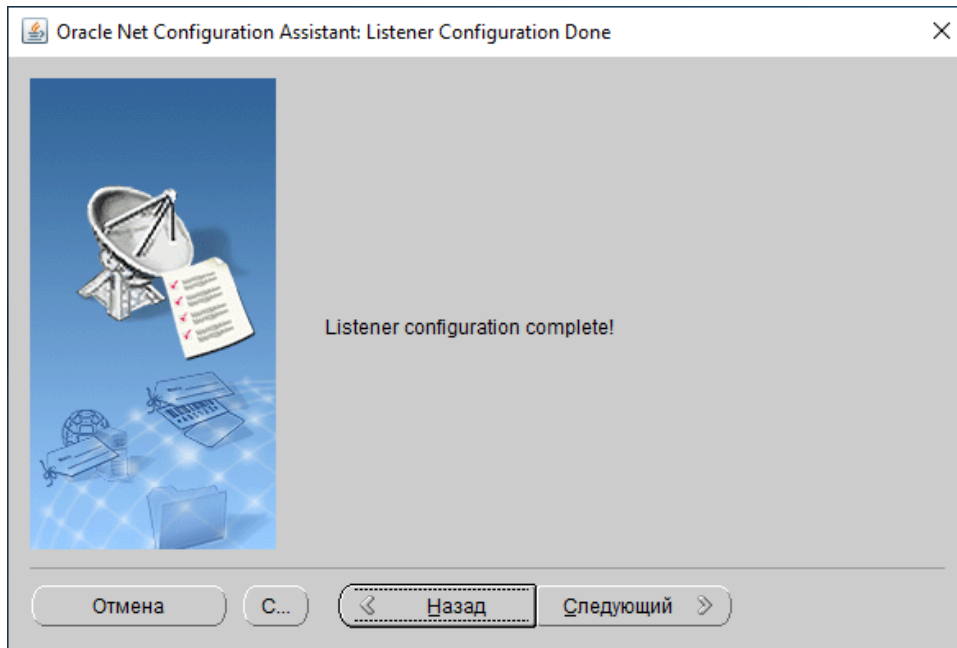 Oracle Net Configuration Assistant: Listener Configuration Done
Listener configuration complete!
Отмена
С...
Назад
Следующий